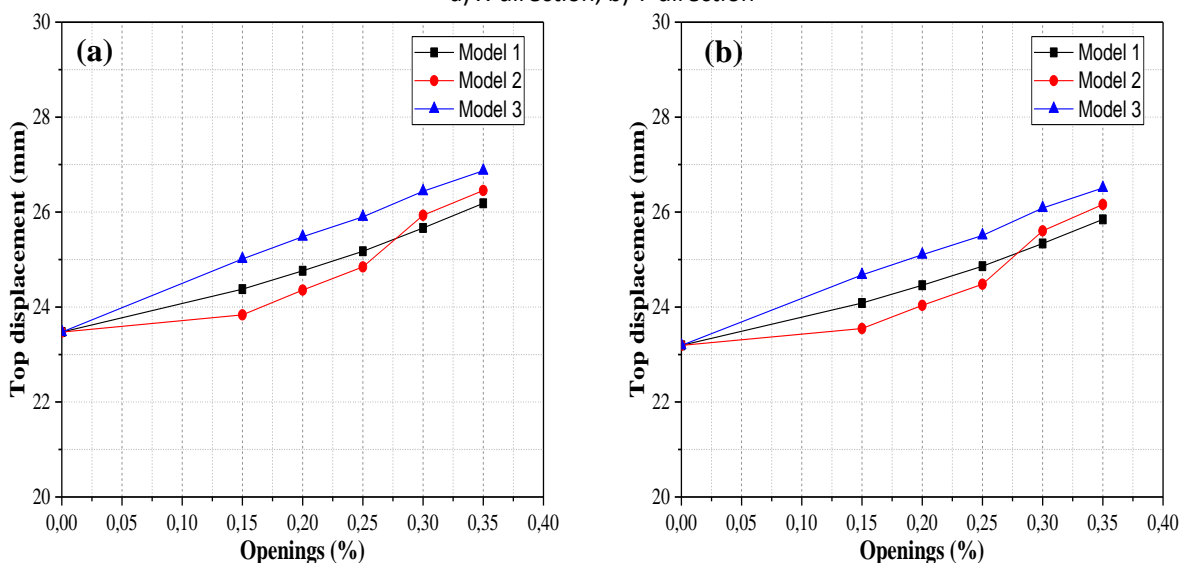 (a)
Model 1
Model 2
Model 3
Top displacement (mm)
30
28
26
24
22
20
0,00 0,05 0,10 0,15 0,20 0,25 0,30 0,35 0,40
Openings (%)
(b)
Model 1
Model 2
Model 3
Top displacement (mm)
30
28
26
24
22
20
0,00 0,05 0,10 0,15 0,20 0,25 0,30 0,35 0,40
Openings (%)